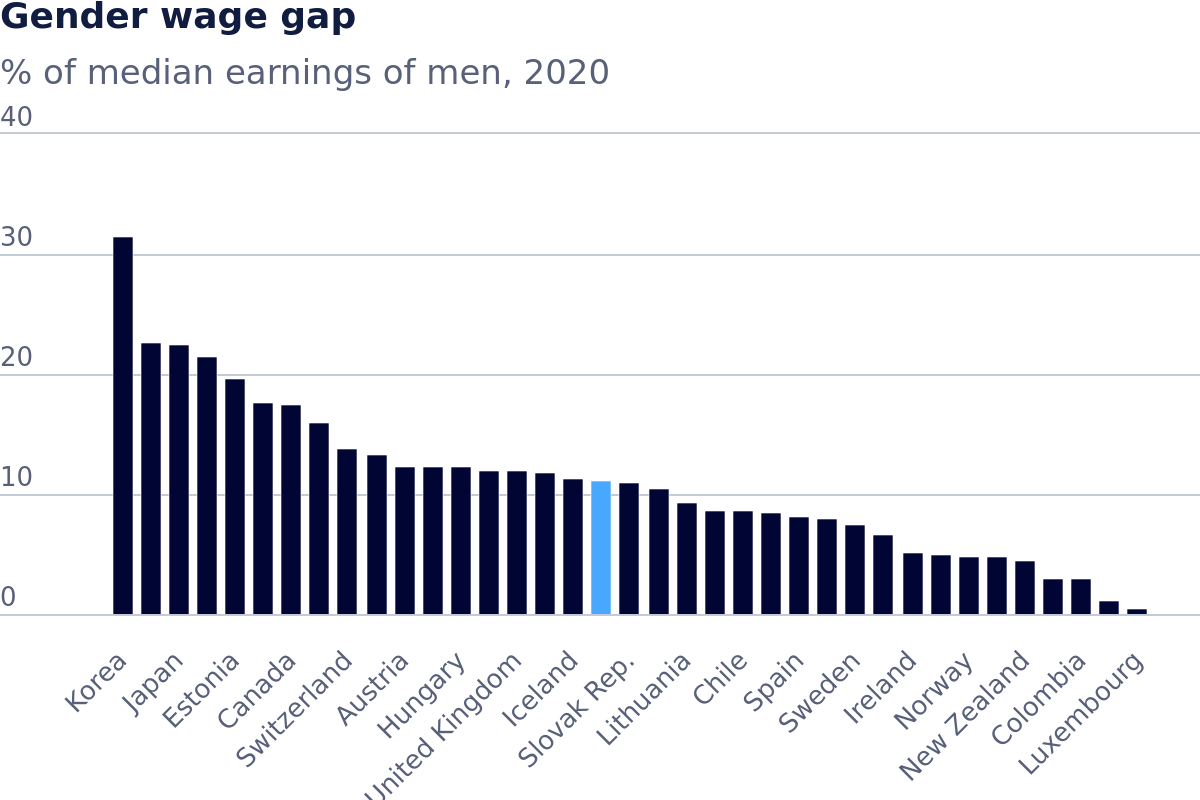 Gender wage gap
% of median earnings of men, 2020
40
30
20
10
0
Korea
Japan
Estonia
Canada
Switzerland
Austria
Hungary
United Kingdom
Iceland
Slovak Rep.
Lithuania
Chile
Spain
Sweden
Ireland
Norway
New Zealand
Colombia
Luxembourg